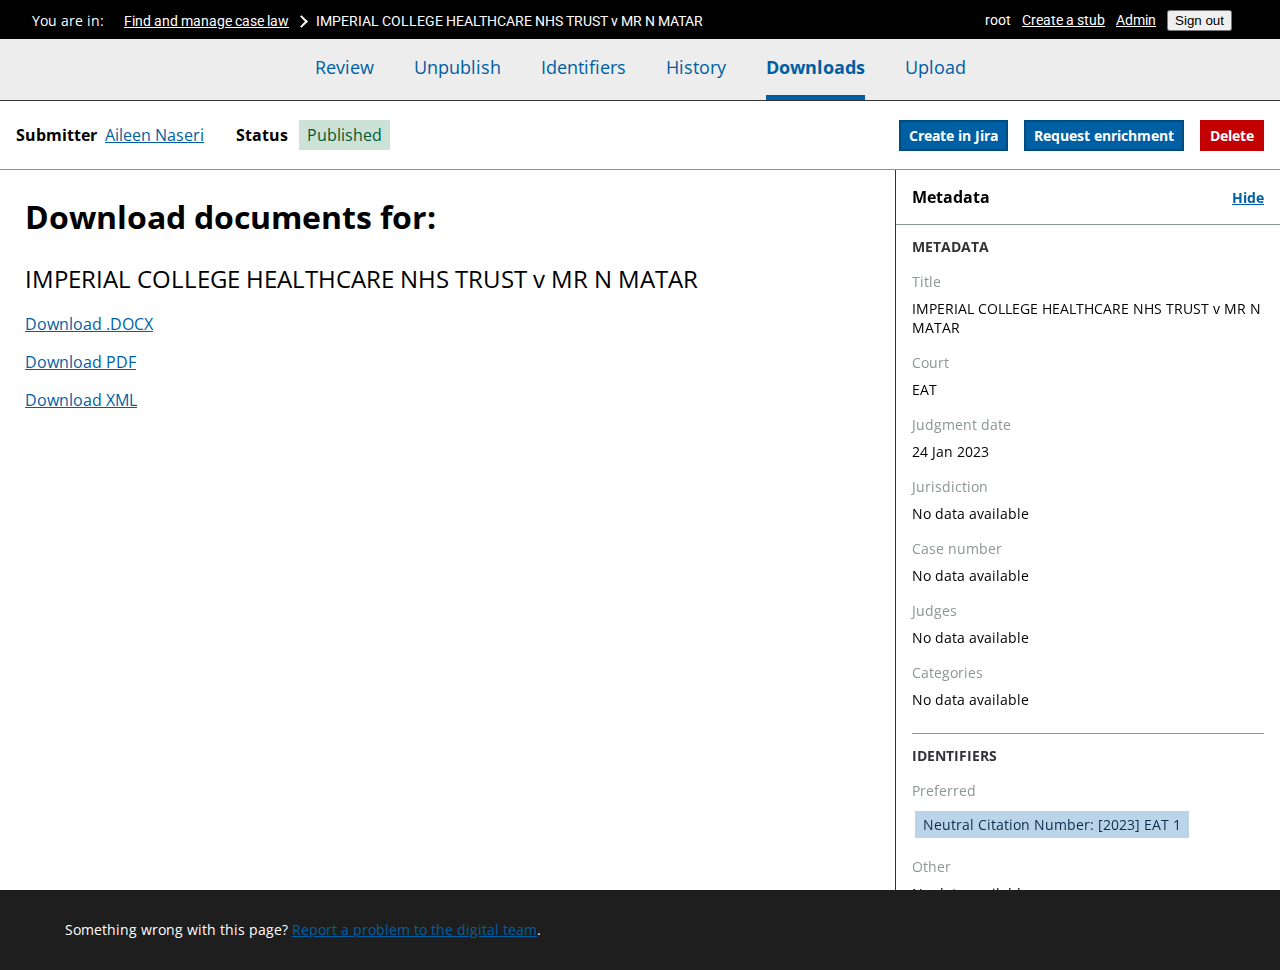 You are in: Find and manage case law > IMPERIAL COLLEGE HEALTHCARE NHS TRUST v MR N MATAR root Create a stub Admin Sign out
Review Unpublish Identifiers History Downloads Upload
Submitter Aileen Naseri Status Published Create in Jira Request enrichment Delete
Download documents for:
IMPERIAL COLLEGE HEALTHCARE NHS TRUST v MR N MATAR
Download .DOCX
Download PDF
Download XML
Metadata Hide
METADATA
Title
IMPERIAL COLLEGE HEALTHCARE NHS TRUST v MR N
MATAR
Court
EAT
Judgment date
24 Jan 2023
Jurisdiction
No data available
Case number
No data available
Judges
No data available
Categories
No data available
IDENTIFIERS
Preferred
Neutral Citation Number: [2023] EAT 1
Other
Something wrong with this page? Report a problem to the digital team.